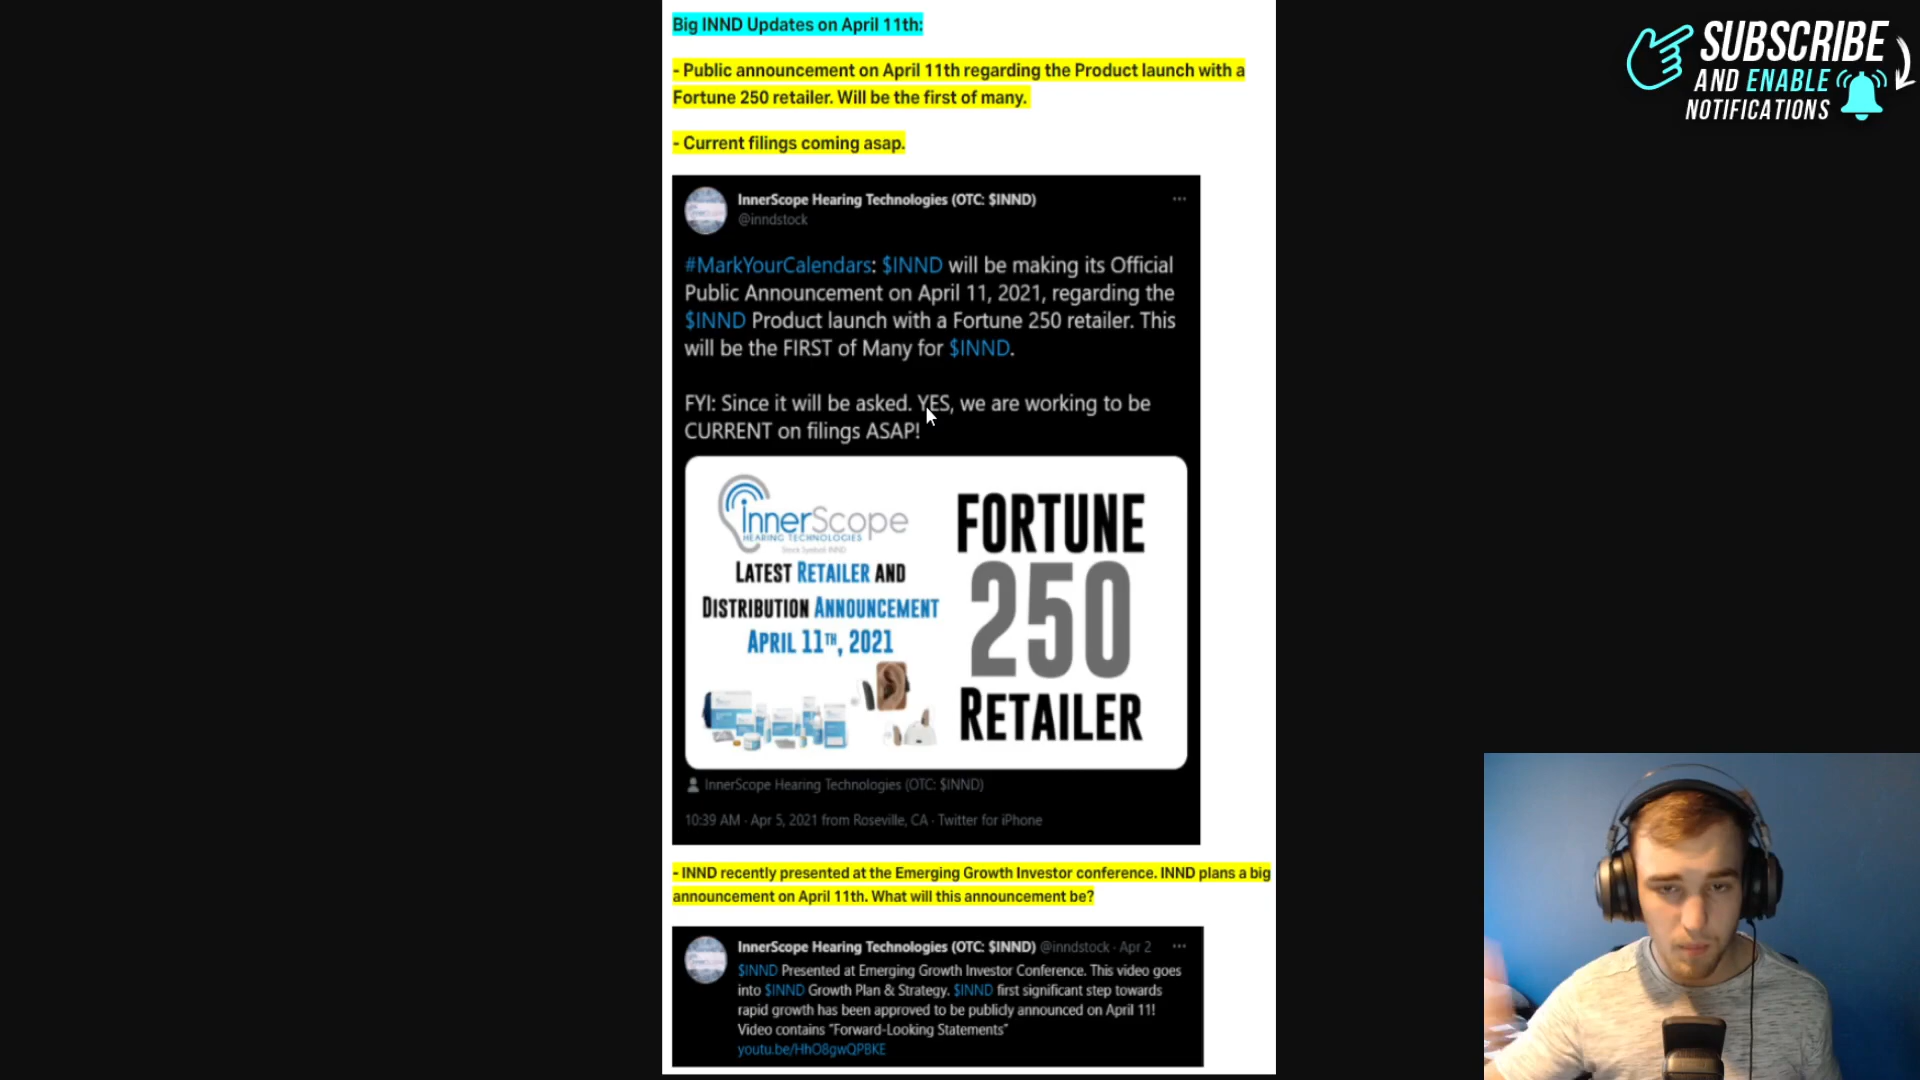 Big INND Updates on April 11th:
- Public announcement on April 11th regarding the Product launch with a
Fortune 250 retailer. Will be the first of many.
- Current filings coming asap.
InnerScope Hearing Technologies (OTC: $INND)
@inndstock
#MarkYourCalendars: $INND will be making its Official
Public Announcement on April 11, 2021, regarding the
$INND Product launch with a Fortune 250 retailer. This
will be the FIRST of Many for $INND.
FYI: Since it will be asked. YES, we are working to be
CURRENT on filings ASAP!
InnerScope
HEARING TECHNOLOGIES
Stock Symbol: INND
LATEST RETAILER AND
DISTRIBUTION ANNOUNCEMENT
APRIL 11TH, 2021
FORTUNE
250
RETAILER
InnerScope Hearing Technologies (OTC: $INND)
10:39 AM · Apr 5, 2021 from Roseville, CA · Twitter for iPhone
- INND recently presented at the Emerging Growth Investor conference. INND plans a big
announcement on April 11th. What will this announcement be?
InnerScope Hearing Technologies (OTC: $INND) @inndstock · Apr 2
$INND Presented at Emerging Growth Investor Conference. This video goes
into $INND Growth Plan & Strategy. $INND first significant step towards
rapid growth has been approved to be publicly announced on April 11!
Video contains "Forward-Looking Statements"
youtu.be/HhO8gwQPBKE
SUBSCRIBE
AND ENABLE
NOTIFICATIONS